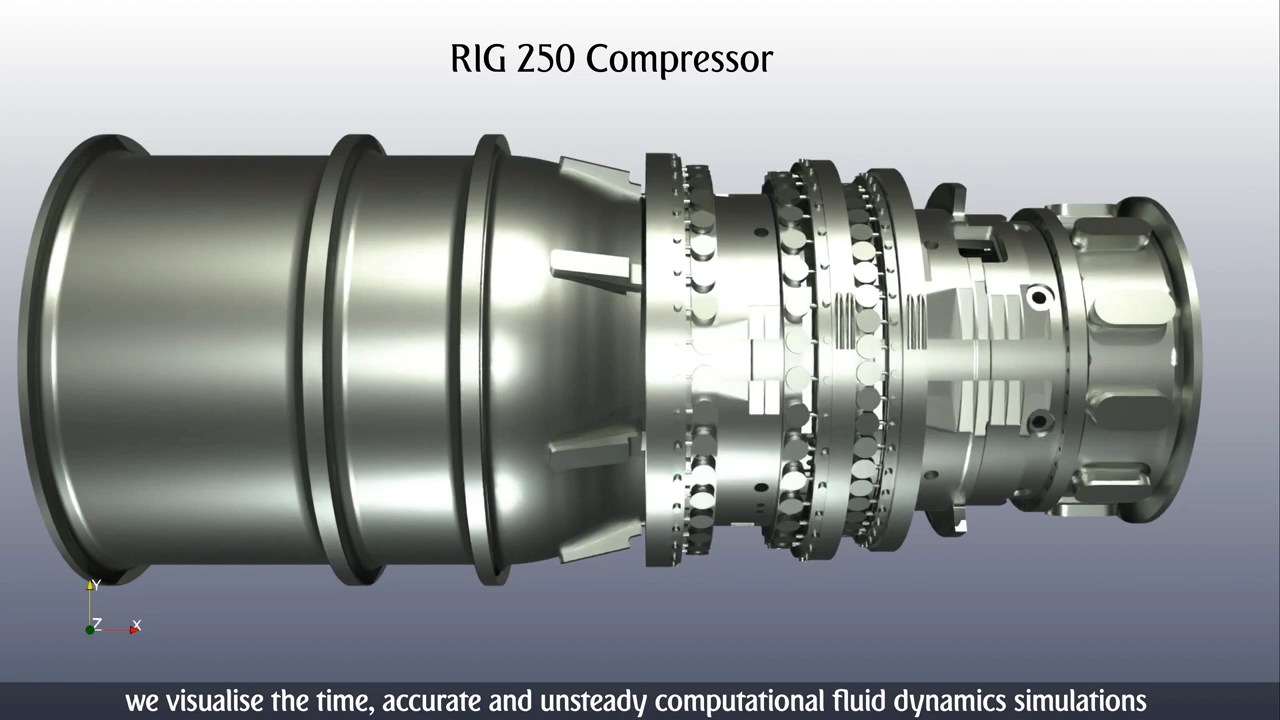 RIG 250 Compressor
Y
Z X
we visualise the time, accurate and unsteady computational fluid dynamics simulations